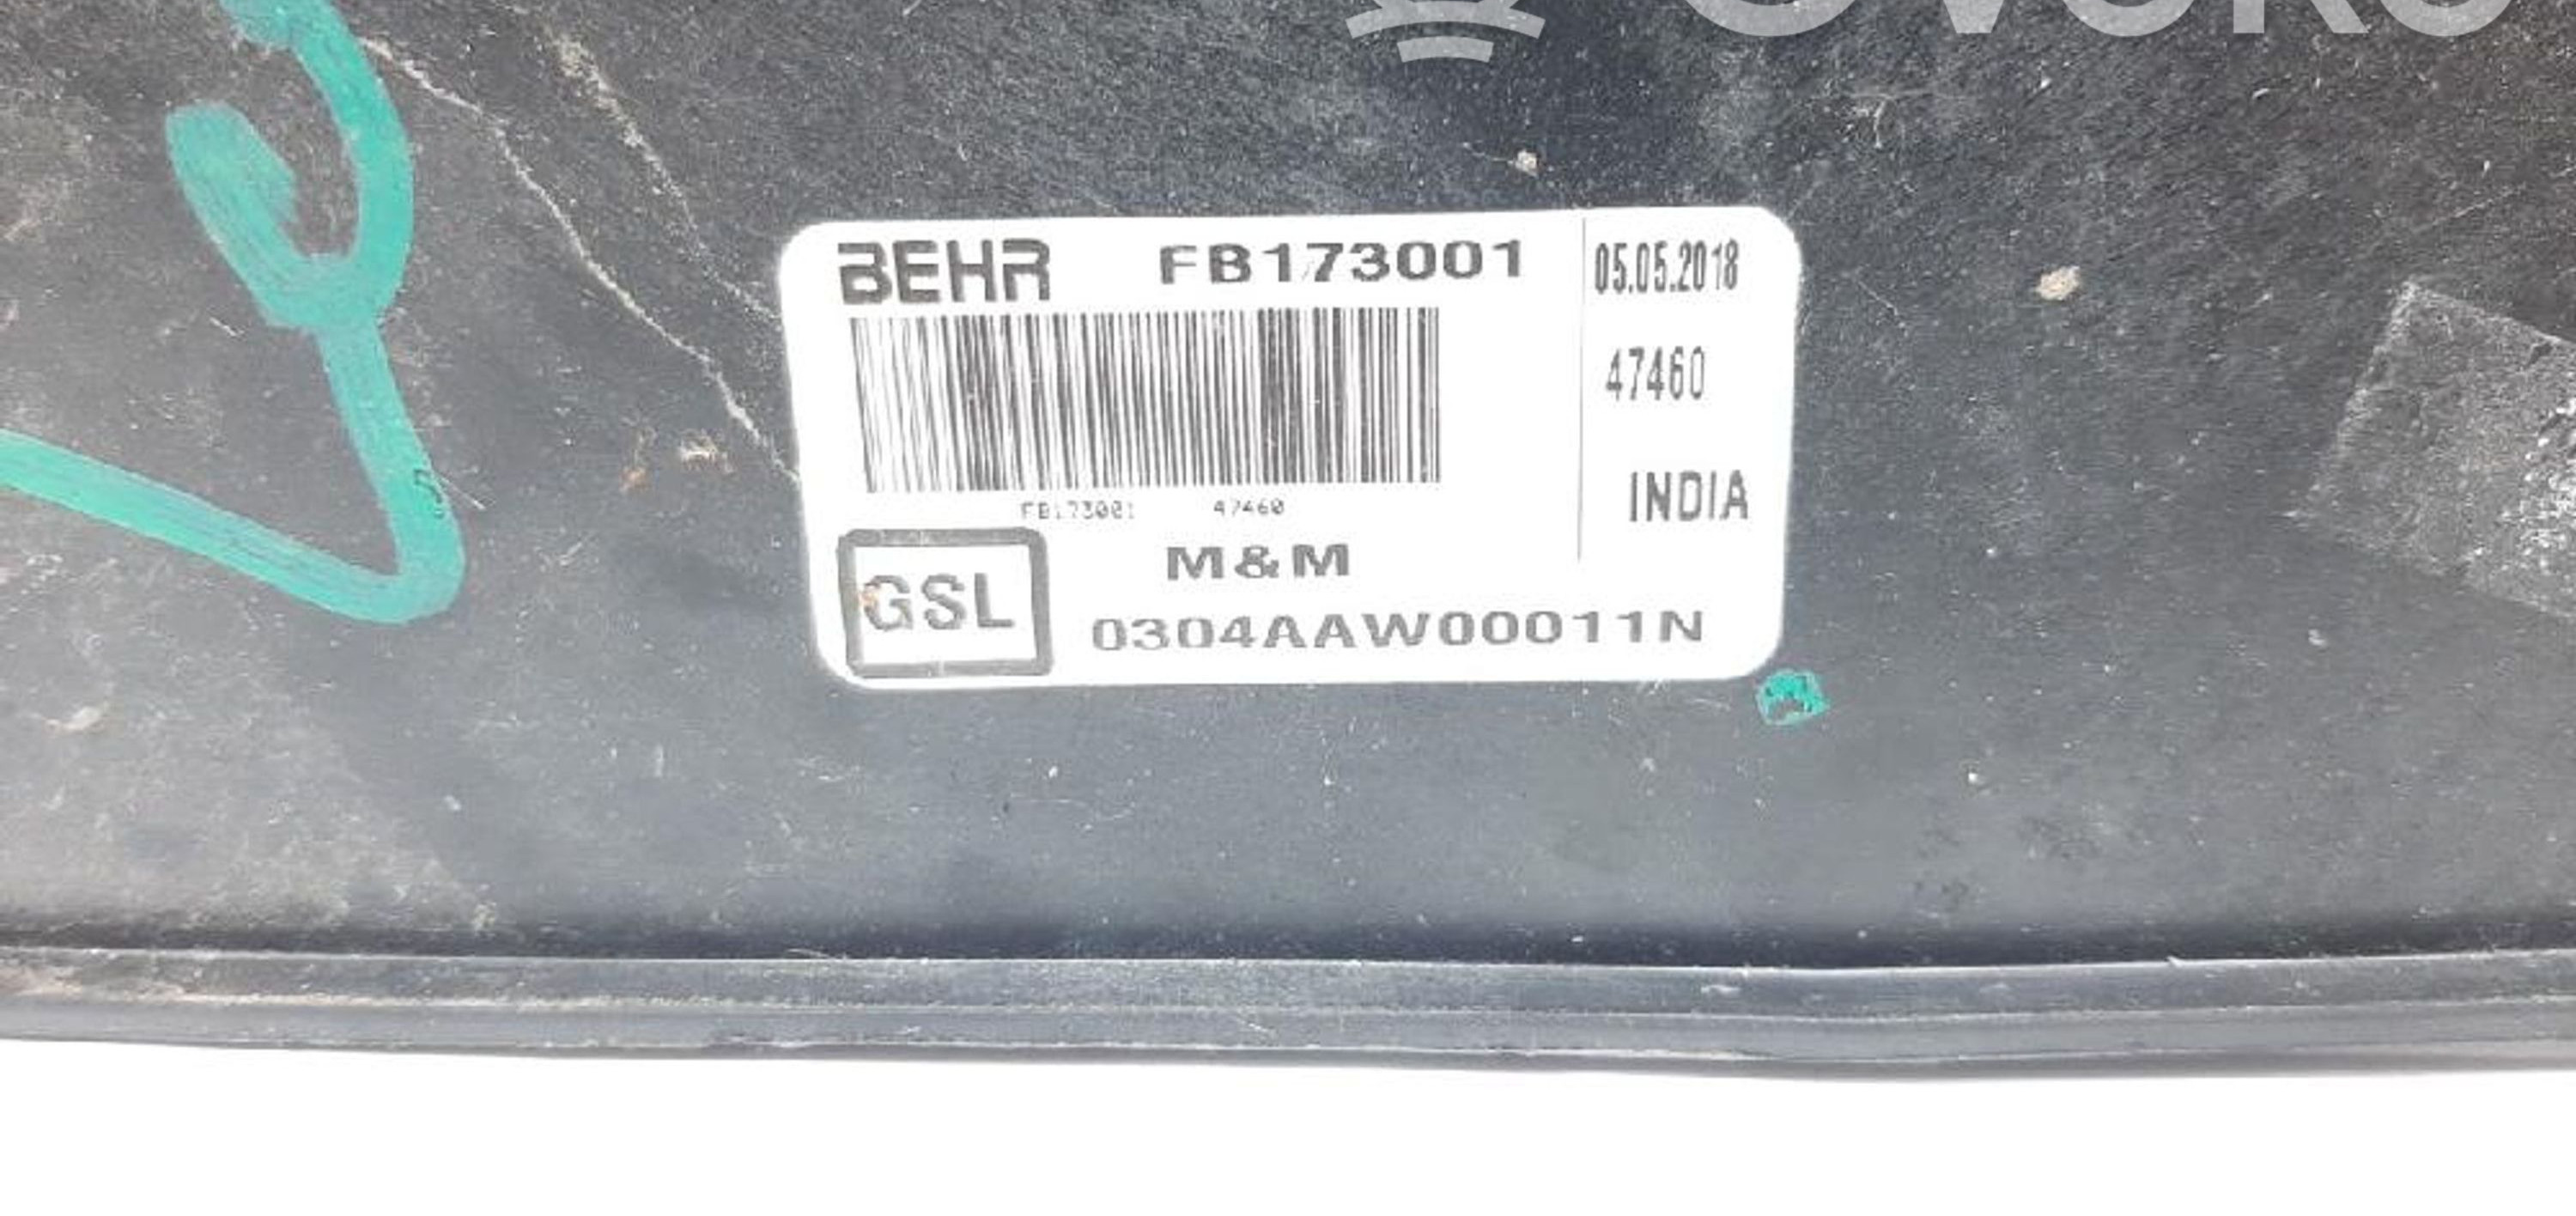 BEHR FB173001
05.05.2018
47460
INDIA
FB173001 47460
M&M
GSL
0304AAW00011N